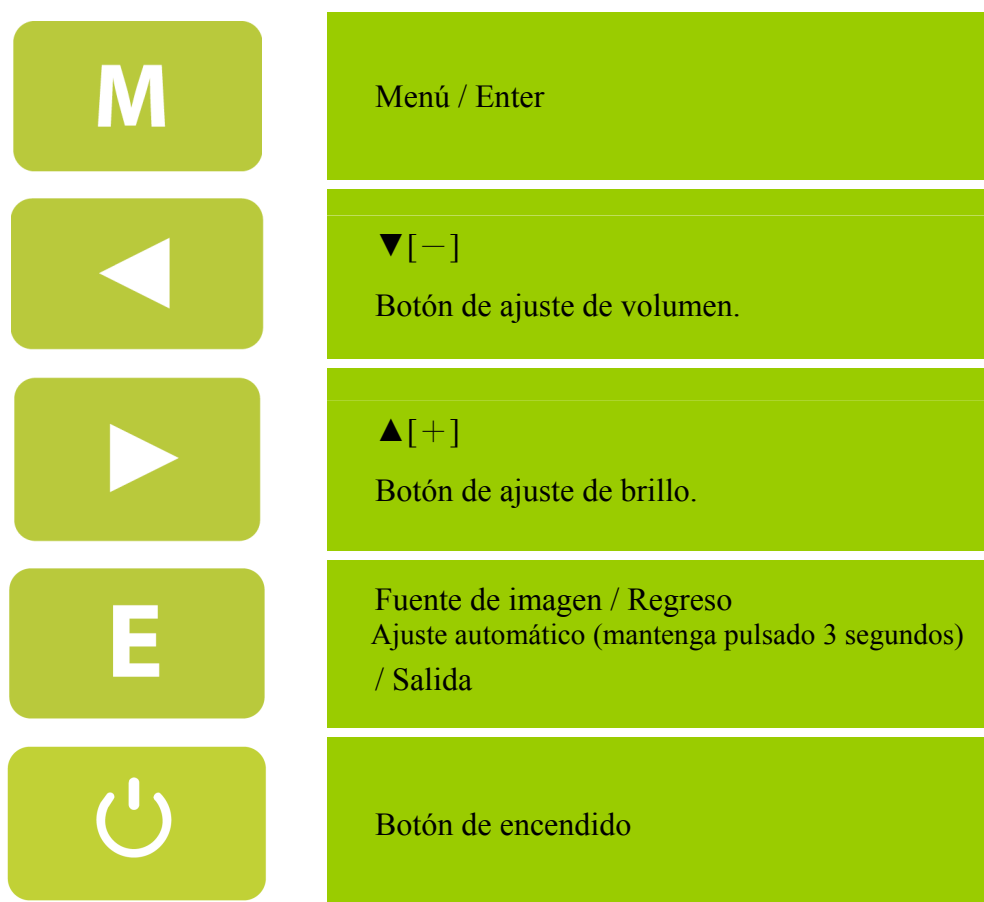 M
Menú / Enter
▼[－]
Botón de ajuste de volumen.
▲[＋]
Botón de ajuste de brillo.
E
Fuente de imagen / Regreso
Ajuste automático (mantenga pulsado 3 segundos)
/ Salida
Botón de encendido